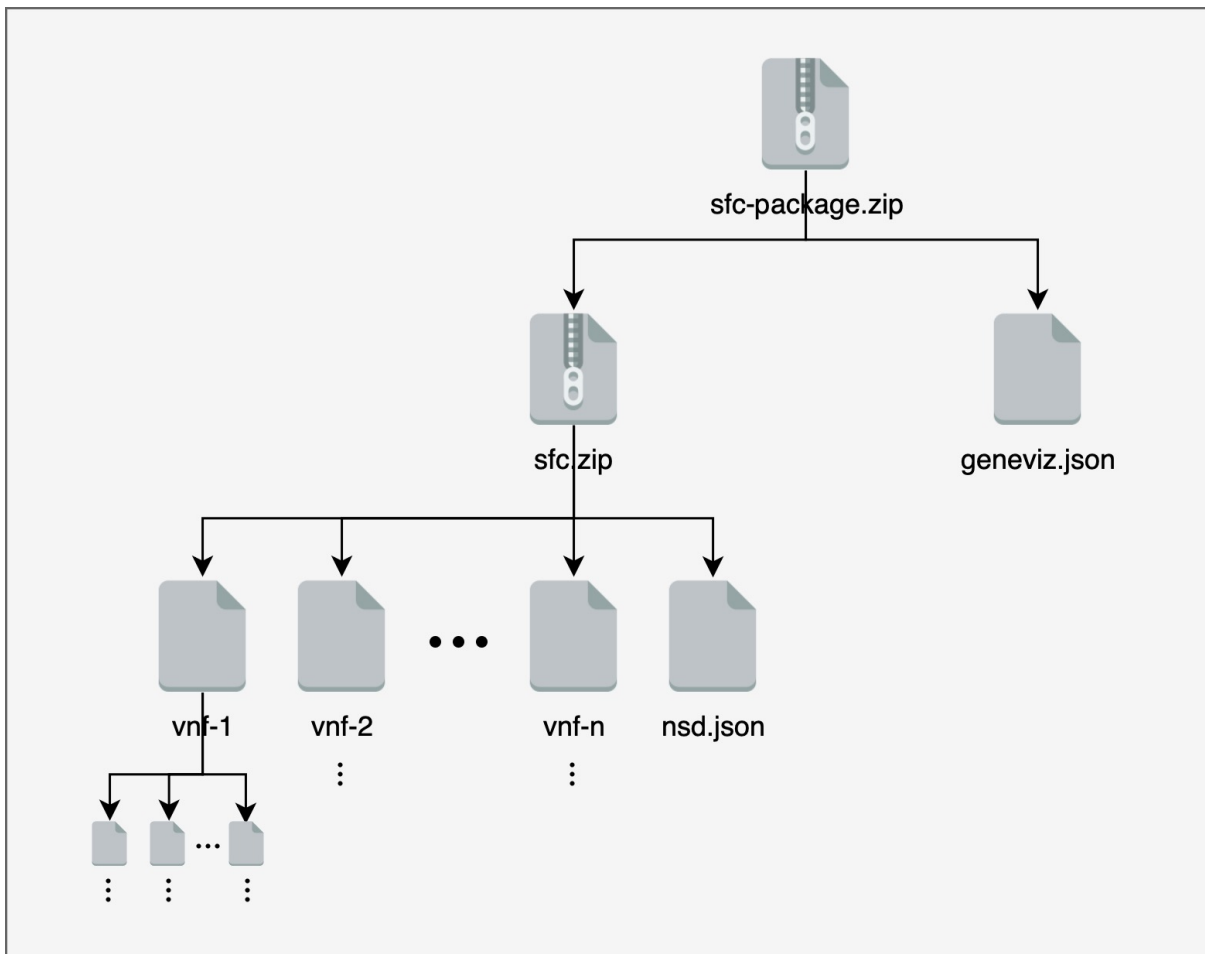 sfc-package.zip
sfc.zip
geneviz.json
vnf-1
vnf-2
vnf-n
nsd.json